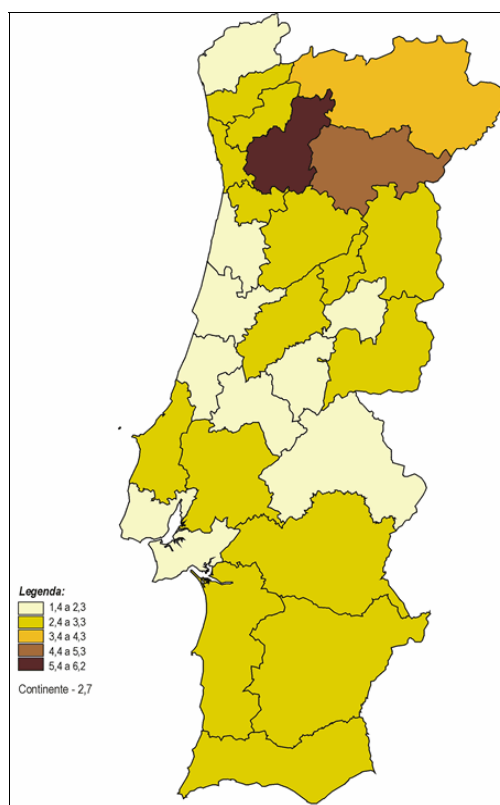 Legenda:
1,4 a 2,3
2,4 a 3,3
3,4 a 4,3
4,4 a 5,3
5,4 a 6,2
Continente - 2,7